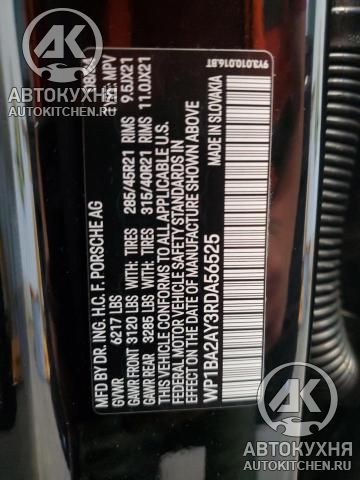 MFD BY DR. ING. H.C. F. PORSCHE AG
GVWR 6217 LBS
GAWR FRONT 3120 LBS WITH TIRES 285/45R21 RIMS 9.5JX21
GAWR REAR 3285 LBS WITH TIRES 315/40R21 RIMS 11.0JX21
THIS VEHICLE CONFORMS TO ALL APPLICABLE U.S.
FEDERAL MOTOR VEHICLE SAFETY STANDARDS IN
EFFECT ON THE DATE OF MANUFACTURE SHOWN ABOVE
WP1BA2AY3RDA56525 MADE IN SLOVAKIA
9Y3.010.016.BT
АК
АВТОКУХНЯ
AUTOKITCHEN.RU
АК
АВТОКУХНЯ
AUTOKITCHEN.RU